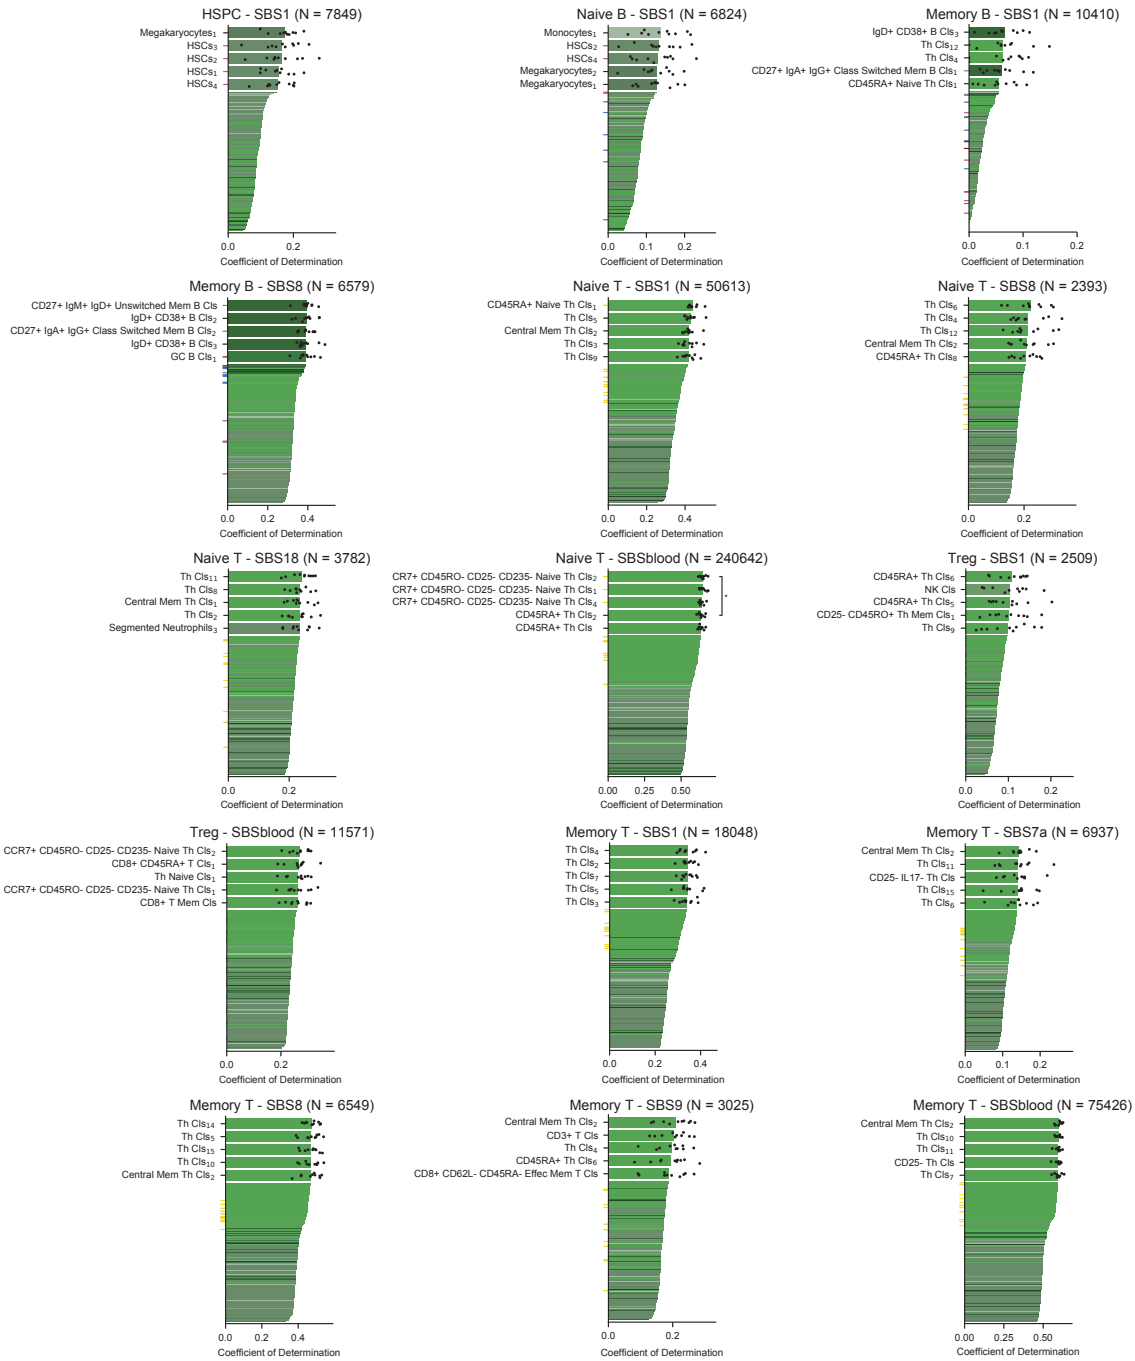 HSPC - SBS1 (N = 7849)
Megakaryocytes1
HSCs3
HSCs2
HSCs1
HSCs4
0.0 0.2
Coefficient of Determination
Naive B - SBS1 (N = 6824)
Monocytes1
HSCs2
HSCs4
Megakaryocytes2
Megakaryocytes1
0.0 0.1 0.2
Coefficient of Determination
Memory B - SBS1 (N = 10410)
IgD+ CD38+ B Cls3
Th Cls12
Th Cls4
CD27+ IgA+ IgG+ Class Switched Mem B Cls1
CD45RA+ Naive Th Cls1
0.0 0.1 0.2
Coefficient of Determination
Memory B - SBS8 (N = 6579)
CD27+ IgM+ IgD+ Unswitched Mem B Cls
IgD+ CD38+ B Cls2
CD27+ IgA+ IgG+ Class Switched Mem B Cls2
IgD+ CD38+ B Cls3
GC B Cls1
0.0 0.2 0.4
Coefficient of Determination
Naive T - SBS1 (N = 50613)
CD45RA+ Naive Th Cls1
Th Cls5
Central Mem Th Cls2
Th Cls3
Th Cls9
0.0 0.2 0.4
Coefficient of Determination
Naive T - SBS8 (N = 2393)
Th Cls6
Th Cls4
Th Cls12
Central Mem Th Cls2
CD45RA+ Th Cls8
0.0 0.2
Coefficient of Determination
Naive T - SBS18 (N = 3782)
Th Cls11
Th Cls8
Central Mem Th Cls1
Th Cls2
Segmented Neutrophils3
0.0 0.2
Coefficient of Determination
Naive T - SBSblood (N = 240642)
CR7+ CD45RO- CD25- CD235- Naive Th Cls2
CR7+ CD45RO- CD25- CD235- Naive Th Cls1
CR7+ CD45RO- CD25- CD235- Naive Th Cls4
CD45RA+ Th Cls2
CD45RA+ Th Cls
*
0.00 0.25 0.50
Coefficient of Determination
Treg - SBS1 (N = 2509)
CD45RA+ Th Cls6
NK Cls
CD45RA+ Th Cls5
CD25- CD45RO+ Th Mem Cls1
Th Cls9
0.0 0.1 0.2
Coefficient of Determination
Treg - SBSblood (N = 11571)
CCR7+ CD45RO- CD25- CD235- Naive Th Cls2
CD8+ CD45RA+ T Cls1
Th Naive Cls1
CCR7+ CD45RO- CD25- CD235- Naive Th Cls1
CD8+ T Mem Cls
0.0 0.2
Coefficient of Determination
Memory T - SBS1 (N = 18048)
Th Cls4
Th Cls2
Th Cls7
Th Cls5
Th Cls3
0.0 0.2 0.4
Coefficient of Determination
Memory T - SBS7a (N = 6937)
Central Mem Th Cls2
Th Cls11
CD25- IL17- Th Cls
Th Cls15
Th Cls6
0.0 0.1 0.2
Coefficient of Determination
Memory T - SBS8 (N = 6549)
Th Cls14
Th Cls5
Th Cls15
Th Cls10
Central Mem Th Cls2
0.0 0.2 0.4
Coefficient of Determination
Memory T - SBS9 (N = 3025)
Central Mem Th Cls2
CD3+ T Cls
Th Cls4
CD45RA+ Th Cls6
CD8+ CD62L- CD45RA- Effec Mem T Cls
0.0 0.2
Coefficient of Determination
Memory T - SBSblood (N = 75426)
Central Mem Th Cls2
Th Cls10
Th Cls11
CD25- Th Cls
Th Cls7
0.00 0.25 0.50
Coefficient of Determination